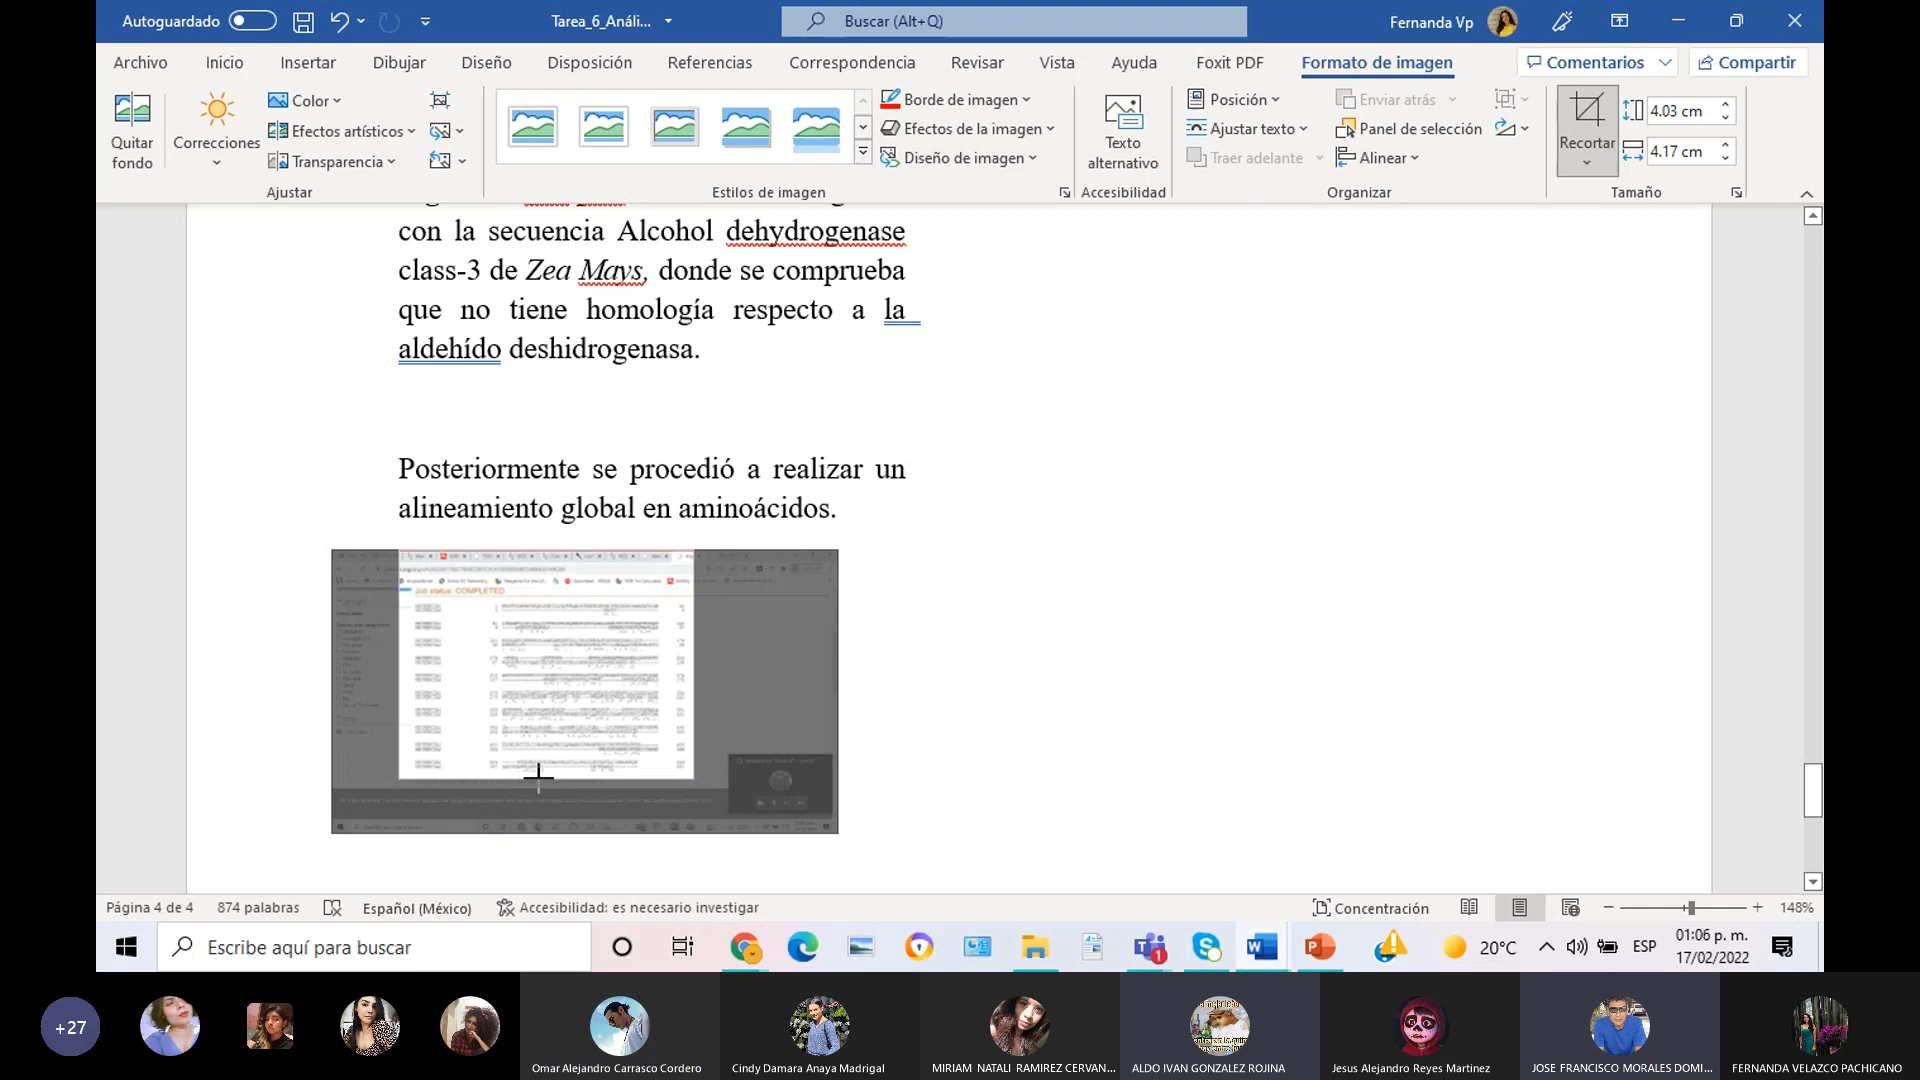 Autoguardado
Tarea_6_Análi...
Buscar (Alt+Q)
Fernanda Vp
Archivo Inicio Insertar Dibujar Diseño Disposición Referencias Correspondencia Revisar Vista Ayuda Foxit PDF Formato de imagen Comentarios Compartir
Quitar fondo
Correcciones
Color
Efectos artísticos
Transparencia
Ajustar
Estilos de imagen
Borde de imagen
Efectos de la imagen
Diseño de imagen
Texto alternativo
Accesibilidad
Posición
Ajustar texto
Traer adelante
Enviar atrás
Panel de selección
Alinear
Organizar
Recortar
4.03 cm
4.17 cm
Tamaño
con la secuencia Alcohol dehydrogenase
class-3 de Zea Mays, donde se comprueba
que no tiene homología respecto a la
aldehído deshidrogenasa.
Posteriormente se procedió a realizar un
alineamiento global en aminoácidos.
Job status: COMPLETED
Página 4 de 4 874 palabras Español (México) Accesibilidad: es necesario investigar Concentración 148%
Escribe aquí para buscar
1
20°C
ESP
01:06 p. m.
17/02/2022
+27
Omar Alejandro Carrasco Cordero
Cindy Damara Anaya Madrigal
MIRIAM NATALI RAMIREZ CERVAN...
ALDO IVAN GONZALEZ ROJINA
Jesus Alejandro Reyes Martinez
JOSE FRANCISCO MORALES DOMI...
FERNANDA VELAZCO PACHICANO